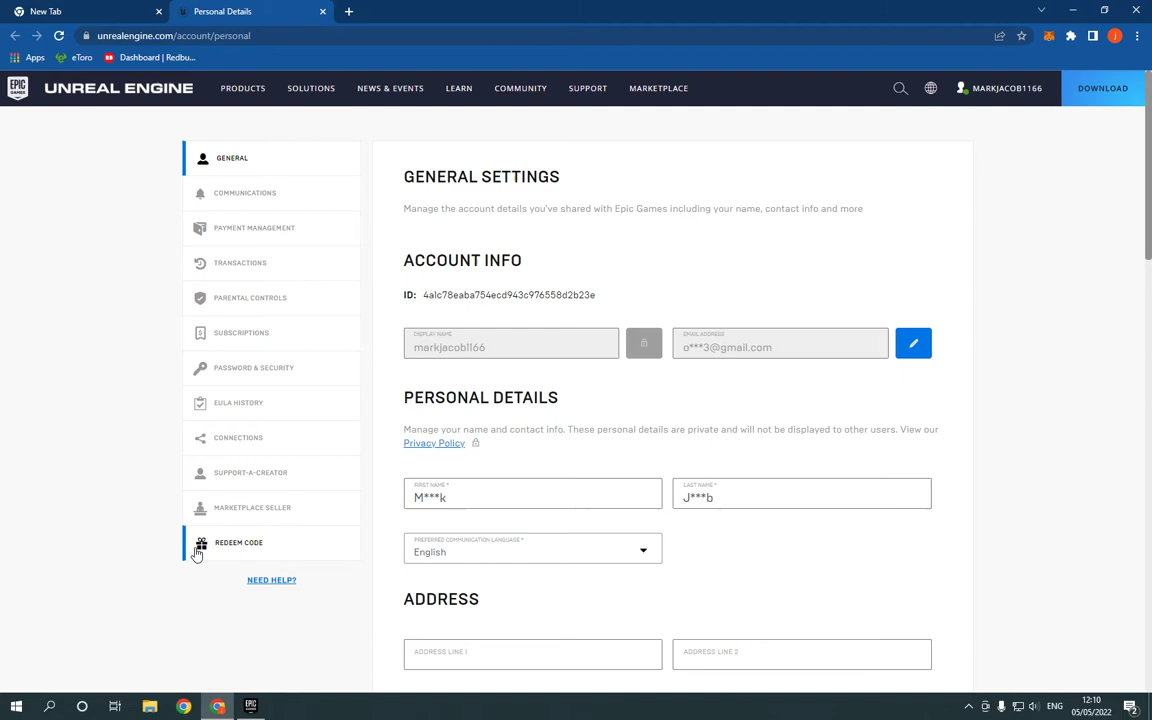 New Tab
Personal Details
unrealengine.com/account/personal
Apps
eToro
Dashboard | Redbu...
EPIC GAMES
UNREAL ENGINE
PRODUCTS
SOLUTIONS
NEWS & EVENTS
LEARN
COMMUNITY
SUPPORT
MARKETPLACE
MARKJACOB1166
DOWNLOAD
GENERAL
COMMUNICATIONS
PAYMENT MANAGEMENT
TRANSACTIONS
PARENTAL CONTROLS
SUBSCRIPTIONS
PASSWORD & SECURITY
EULA HISTORY
CONNECTIONS
SUPPORT-A-CREATOR
MARKETPLACE SELLER
REDEEM CODE
NEED HELP?
GENERAL SETTINGS
Manage the account details you've shared with Epic Games including your name, contact info and more
ACCOUNT INFO
ID: 4a1c78eaba754ecd943c976558d2b23e
DISPLAY NAME
markjacob1166
EMAIL ADDRESS
o***3@gmail.com
PERSONAL DETAILS
Manage your name and contact info. These personal details are private and will not be displayed to other users. View our
Privacy Policy
FIRST NAME *
M***k
LAST NAME *
J***b
PREFERRED COMMUNICATION LANGUAGE *
English
ADDRESS
ADDRESS LINE 1
ADDRESS LINE 2
EPIC
ENG
12:10
05/05/2022
2